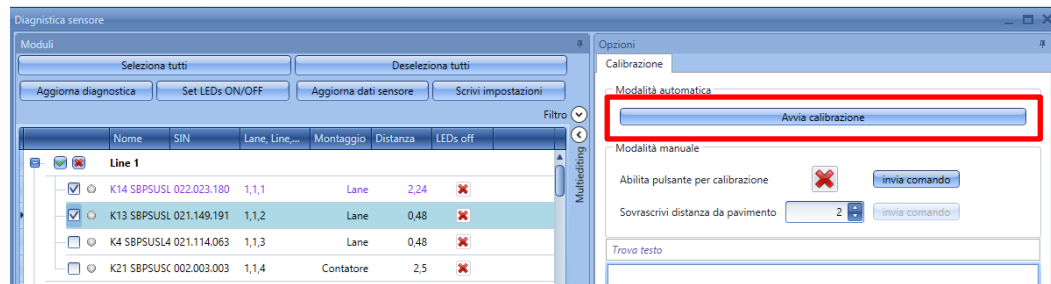 Diagnistica sensore
Moduli
Seleziona tutti
Deseleziona tutti
Aggiorna diagnostica
Set LEDs ON/OFF
Aggiorna dati sensore
Scrivi impostazioni
Filtro
Nome
SIN
Lane, Line,...
Montaggio
Distanza
LEDs off
Line 1
K14 SBPSUSL 022.023.180 1,1,1 Lane 2,24
K13 SBPSUSL 021.149.191 1,1,2 Lane 0,48
K4 SBPSUSL4 021.114.063 1,1,3 Lane 0,48
K21 SBPSUSC 002.003.003 1,1,4 Contatore 2,5
Multiediting
Opzioni
Calibrazione
Modalità automatica
Avvia calibrazione
Modalità manuale
Abilita pulsante per calibrazione
invia comando
Sovrascrivi distanza da pavimento 2
invia comando
Trova testo